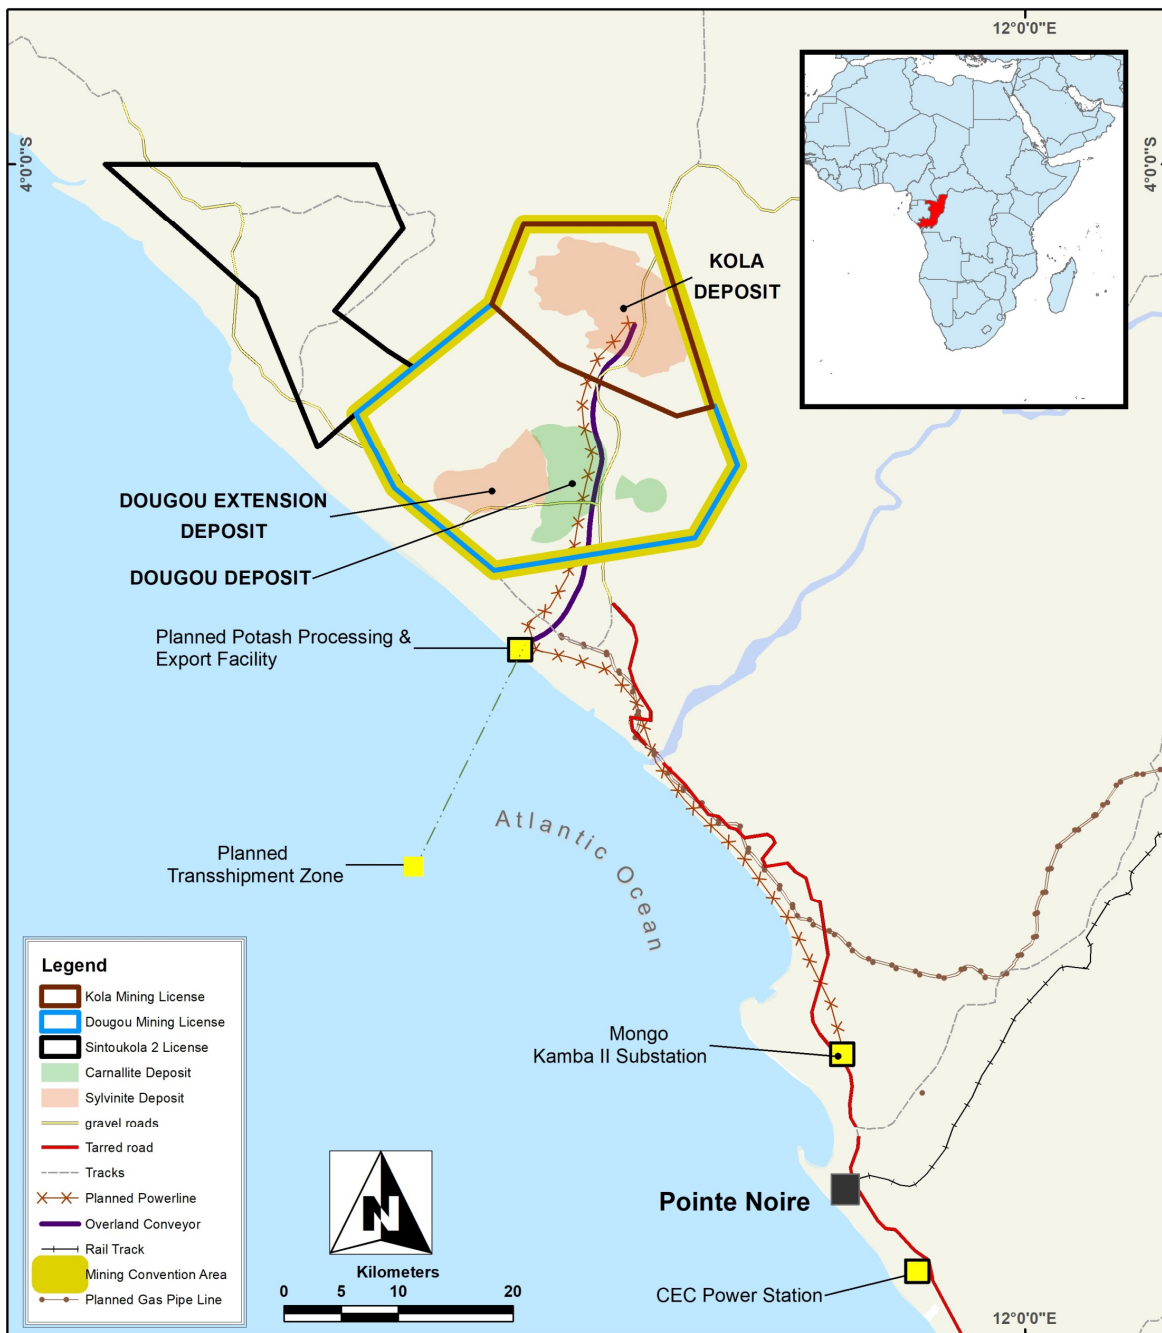 12°0'0"E
4°0'0"S
4°0'0"S
KOLA
DEPOSIT
DOUGOU EXTENSION
DEPOSIT
DOUGOU DEPOSIT
Planned Potash Processing &
Export Facility
Atlantic Ocean
Planned
Transshipment Zone
Legend
Kola Mining License
Dougou Mining License
Sintoukola 2 License
Carnallite Deposit
Sylvinite Deposit
gravel roads
Tarred road
Tracks
Planned Powerline
Overland Conveyor
Rail Track
Mining Convention Area
Planned Gas Pipe Line
Mongo
Kamba II Substation
N
Pointe Noire
Kilometers
0 5 10 20
CEC Power Station
12°0'0"E